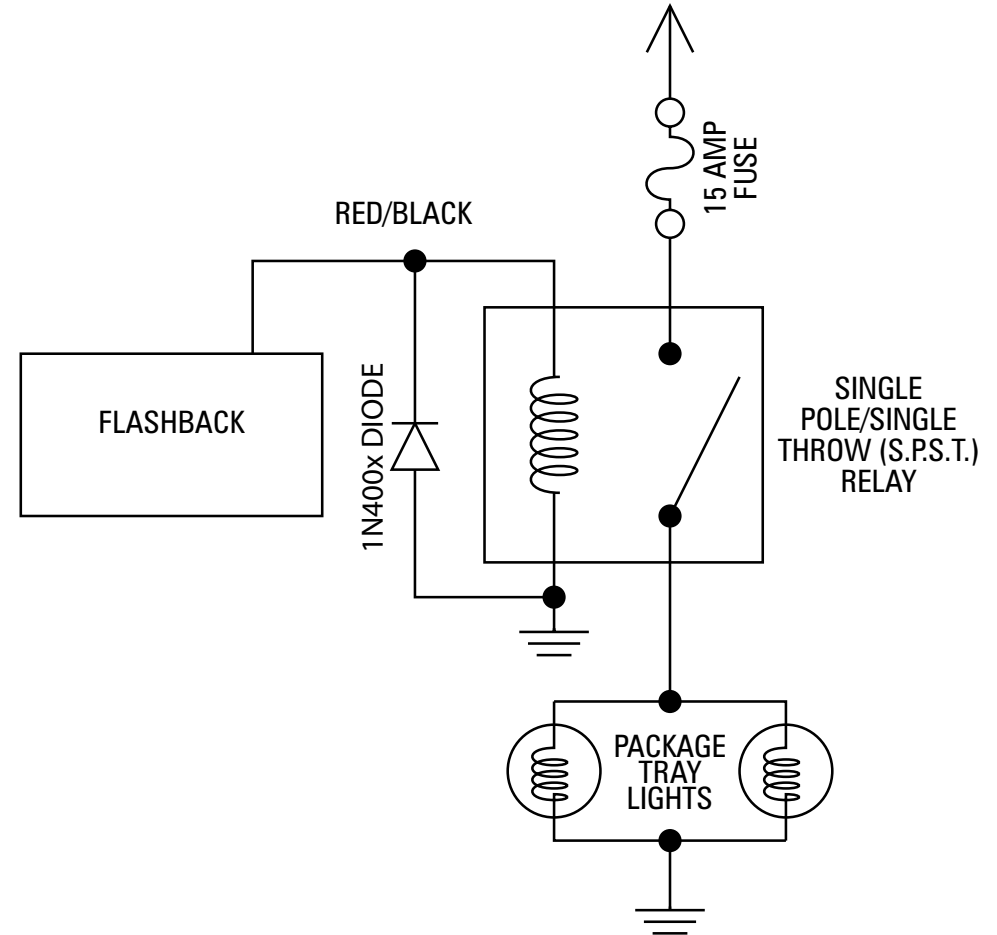 15 AMP
FUSE
RED/BLACK
FLASHBACK
1N400x DIODE
SINGLE
POLE/SINGLE
THROW (S.P.S.T.)
RELAY
PACKAGE
TRAY
LIGHTS